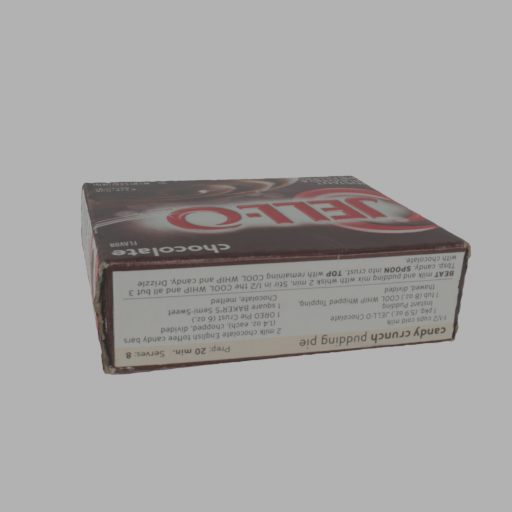 JELL-O
chocolate
FLAVOR
candy crunch pudding pie
Prep: 20 min. Serves: 8
1 1/2 cups cold milk
1 pkg. (5.9 oz.) JELL-O Chocolate
Instant Pudding
1 tub (8 oz.) COOL WHIP Whipped Topping,
thawed, divided
2 milk chocolate English toffee candy bars
(1.4 oz. each), chopped, divided
1 OREO Pie Crust (6 oz.)
1 square BAKER'S Semi-Sweet
Chocolate, melted
BEAT milk and pudding mix with whisk 2 min. Stir in 1/2 the COOL WHIP and all but 3
Tbsp. candy. SPOON into crust. TOP with remaining COOL WHIP and candy. Drizzle
with chocolate.